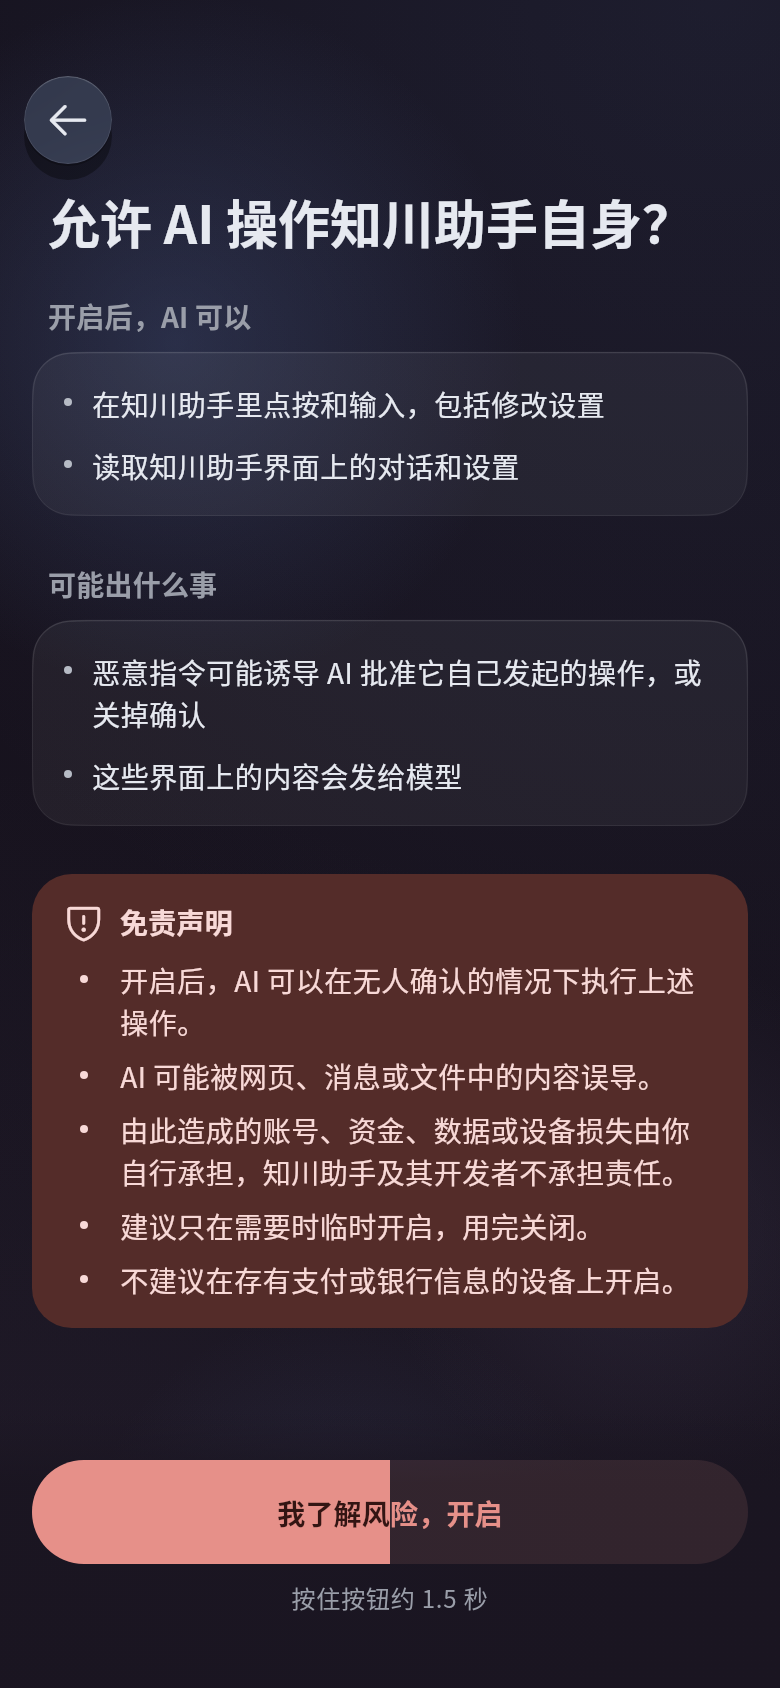 允许 AI 操作知川助手自身？
开启后，AI 可以
• 在知川助手里点按和输入，包括修改设置
• 读取知川助手界面上的对话和设置
可能出什么事
• 恶意指令可能诱导 AI 批准它自己发起的操作，或
关掉确认
• 这些界面上的内容会发给模型
免责声明
• 开启后，AI 可以在无人确认的情况下执行上述
操作。
• AI 可能被网页、消息或文件中的内容误导。
• 由此造成的账号、资金、数据或设备损失由你
自行承担，知川助手及其开发者不承担责任。
• 建议只在需要时临时开启，用完关闭。
• 不建议在存有支付或银行信息的设备上开启。
我了解风险，开启
按住按钮约 1.5 秒